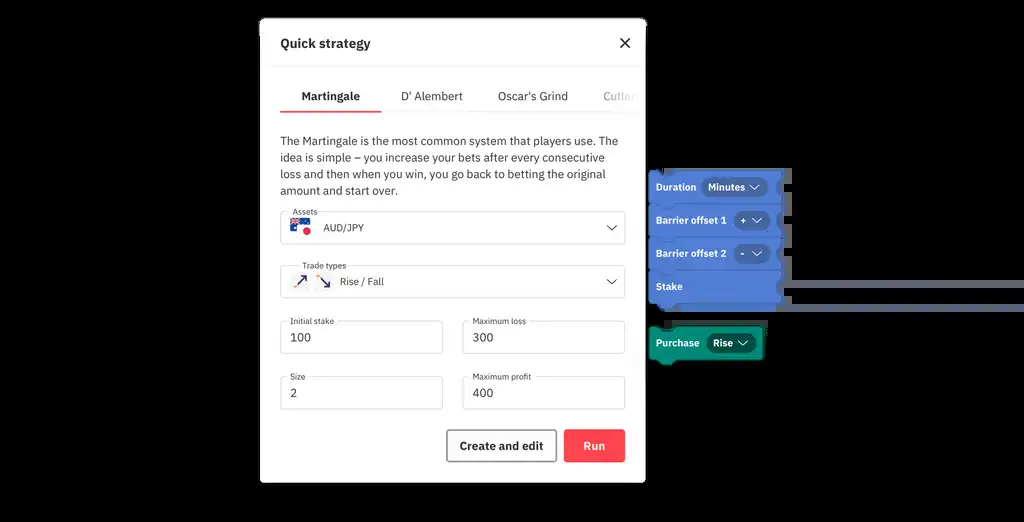 Quick strategy
Martingale
D' Alembert
Oscar's Grind
The Martingale is the most common system that players use. The
idea is simple – you increase your bets after every consecutive
loss and then when you win, you go back to betting the original
amount and start over.
Assets
AUD/JPY
Trade types
Rise / Fall
Initial stake
100
Maximum loss
300
Size
2
Maximum profit
400
Create and edit
Run
Duration Minutes
Barrier offset 1 +
Barrier offset 2 -
Stake
Purchase Rise